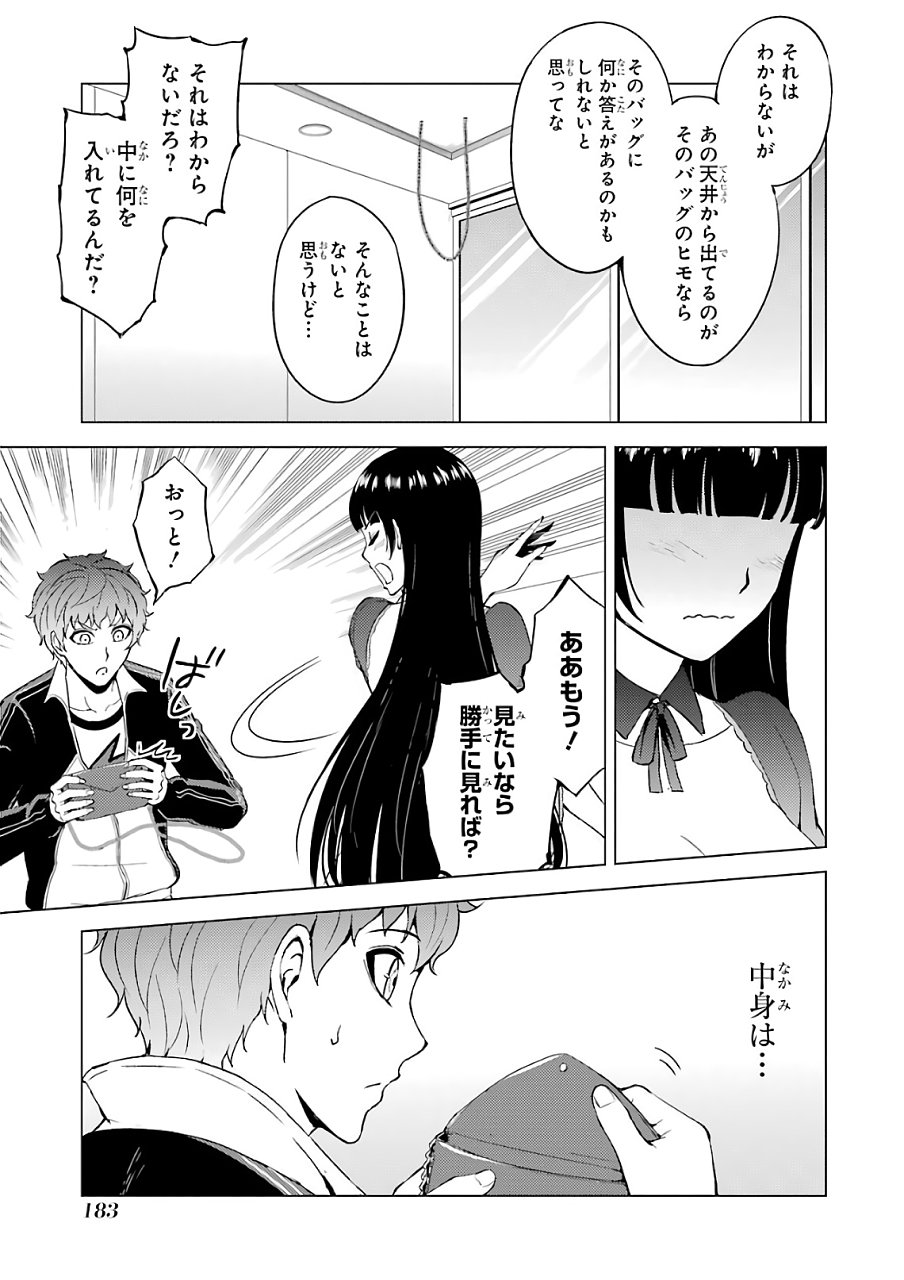 それは
わからないが
あの天井から出てるのが
そのバッグのヒモなら
そのバッグに
何か答えがあるのかも
しれないと
思ってな
そんなことは
ないと
思うけど…
それはわから
ないだろ？
中に何を
入れてるんだ？
ああもう！
見たいなら
勝手に見れば？
おっと！
ばしっ
中身は…
183